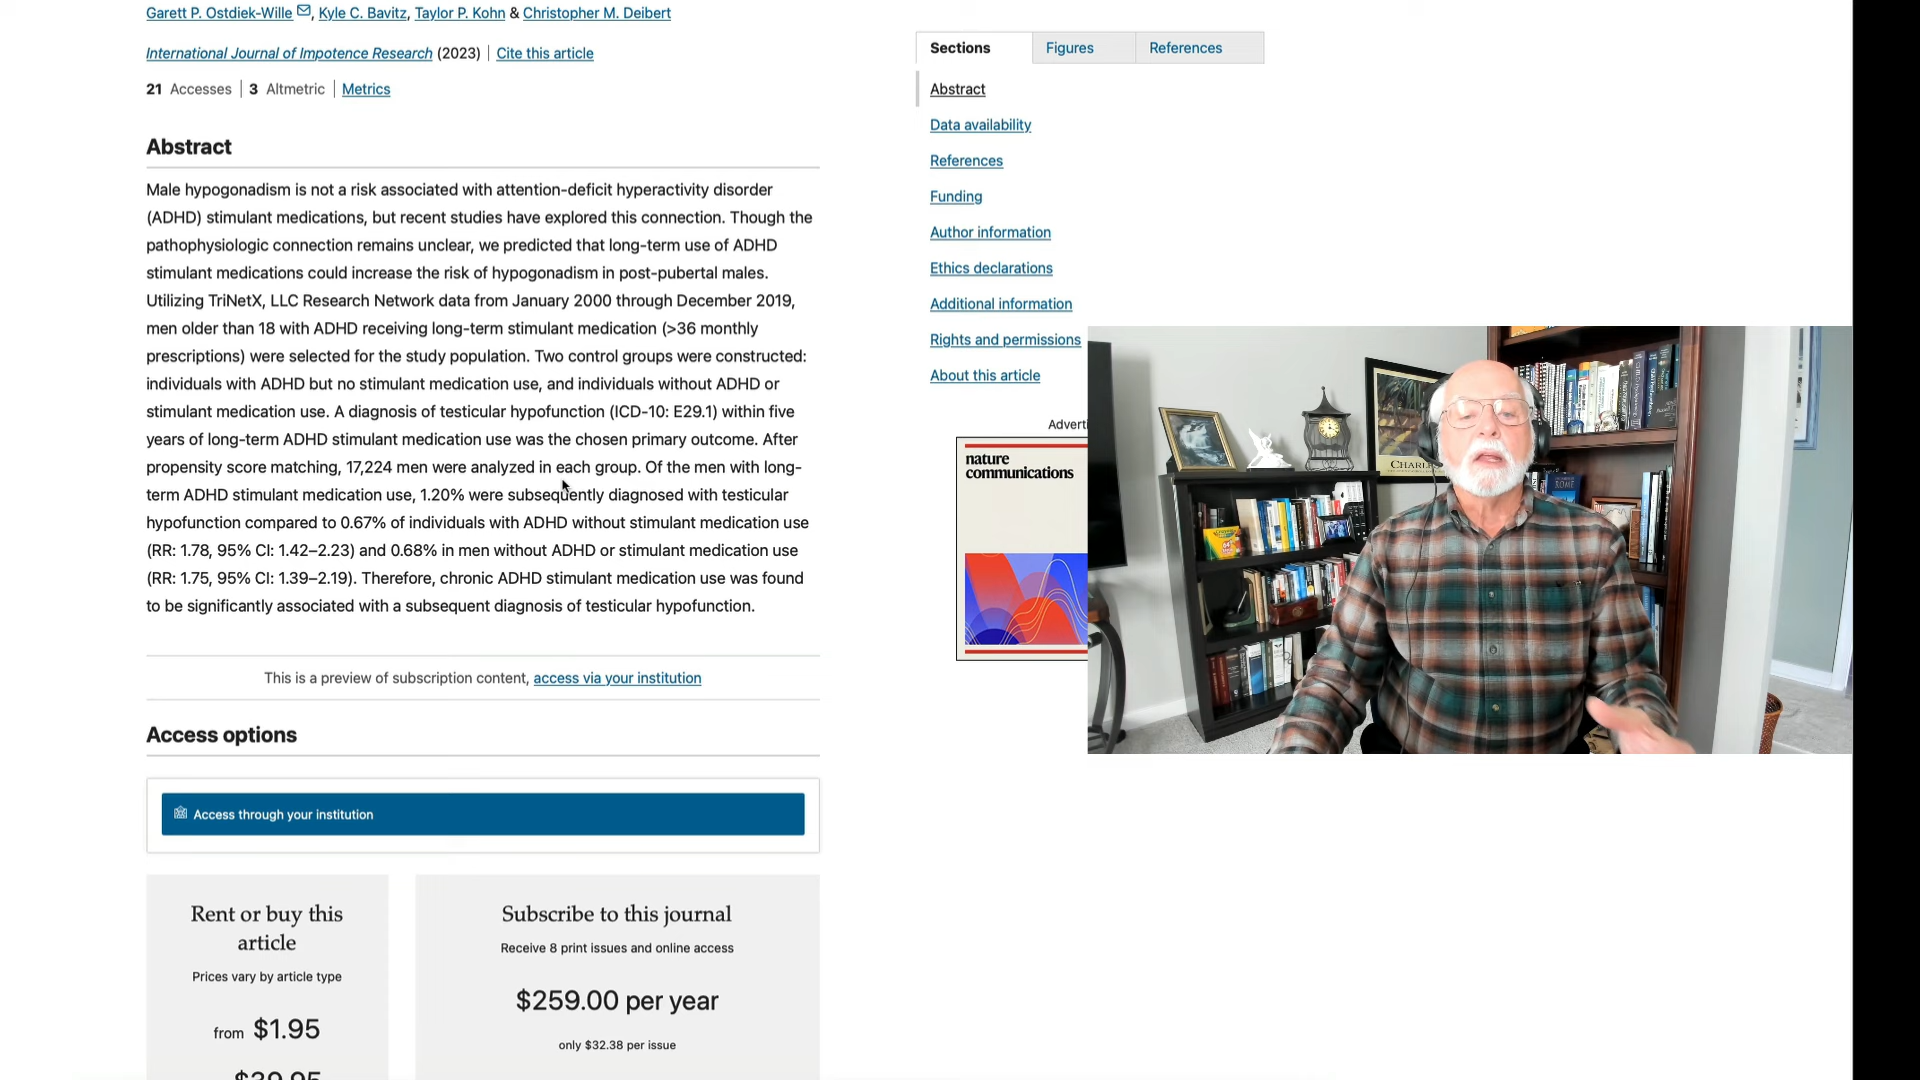 Garett P. Ostdiek-Wille, Kyle C. Bavitz, Taylor P. Kohn & Christopher M. Deibert
International Journal of Impotence Research (2023) | Cite this article
21 Accesses | 3 Altmetric | Metrics
Abstract
Male hypogonadism is not a risk associated with attention-deficit hyperactivity disorder
(ADHD) stimulant medications, but recent studies have explored this connection. Though the
pathophysiologic connection remains unclear, we predicted that long-term use of ADHD
stimulant medications could increase the risk of hypogonadism in post-pubertal males.
Utilizing TriNetX, LLC Research Network data from January 2000 through December 2019,
men older than 18 with ADHD receiving long-term stimulant medication (>36 monthly
prescriptions) were selected for the study population. Two control groups were constructed:
individuals with ADHD but no stimulant medication use, and individuals without ADHD or
stimulant medication use. A diagnosis of testicular hypofunction (ICD-10: E29.1) within five
years of long-term ADHD stimulant medication use was the chosen primary outcome. After
propensity score matching, 17,224 men were analyzed in each group. Of the men with long-
term ADHD stimulant medication use, 1.20% were subsequently diagnosed with testicular
hypofunction compared to 0.67% of individuals with ADHD without stimulant medication use
(RR: 1.78, 95% CI: 1.42–2.23) and 0.68% in men without ADHD or stimulant medication use
(RR: 1.75, 95% CI: 1.39–2.19). Therefore, chronic ADHD stimulant medication use was found
to be significantly associated with a subsequent diagnosis of testicular hypofunction.
This is a preview of subscription content, access via your institution
Access options
Access through your institution
Rent or buy this
article
Prices vary by article type
from $1.95
$39.95
Subscribe to this journal
Receive 8 print issues and online access
$259.00 per year
only $32.38 per issue
Sections
Figures
References
Abstract
Data availability
References
Funding
Author information
Ethics declarations
Additional information
Rights and permissions
About this article
Adverti
nature
communications
CHARLE
ROME